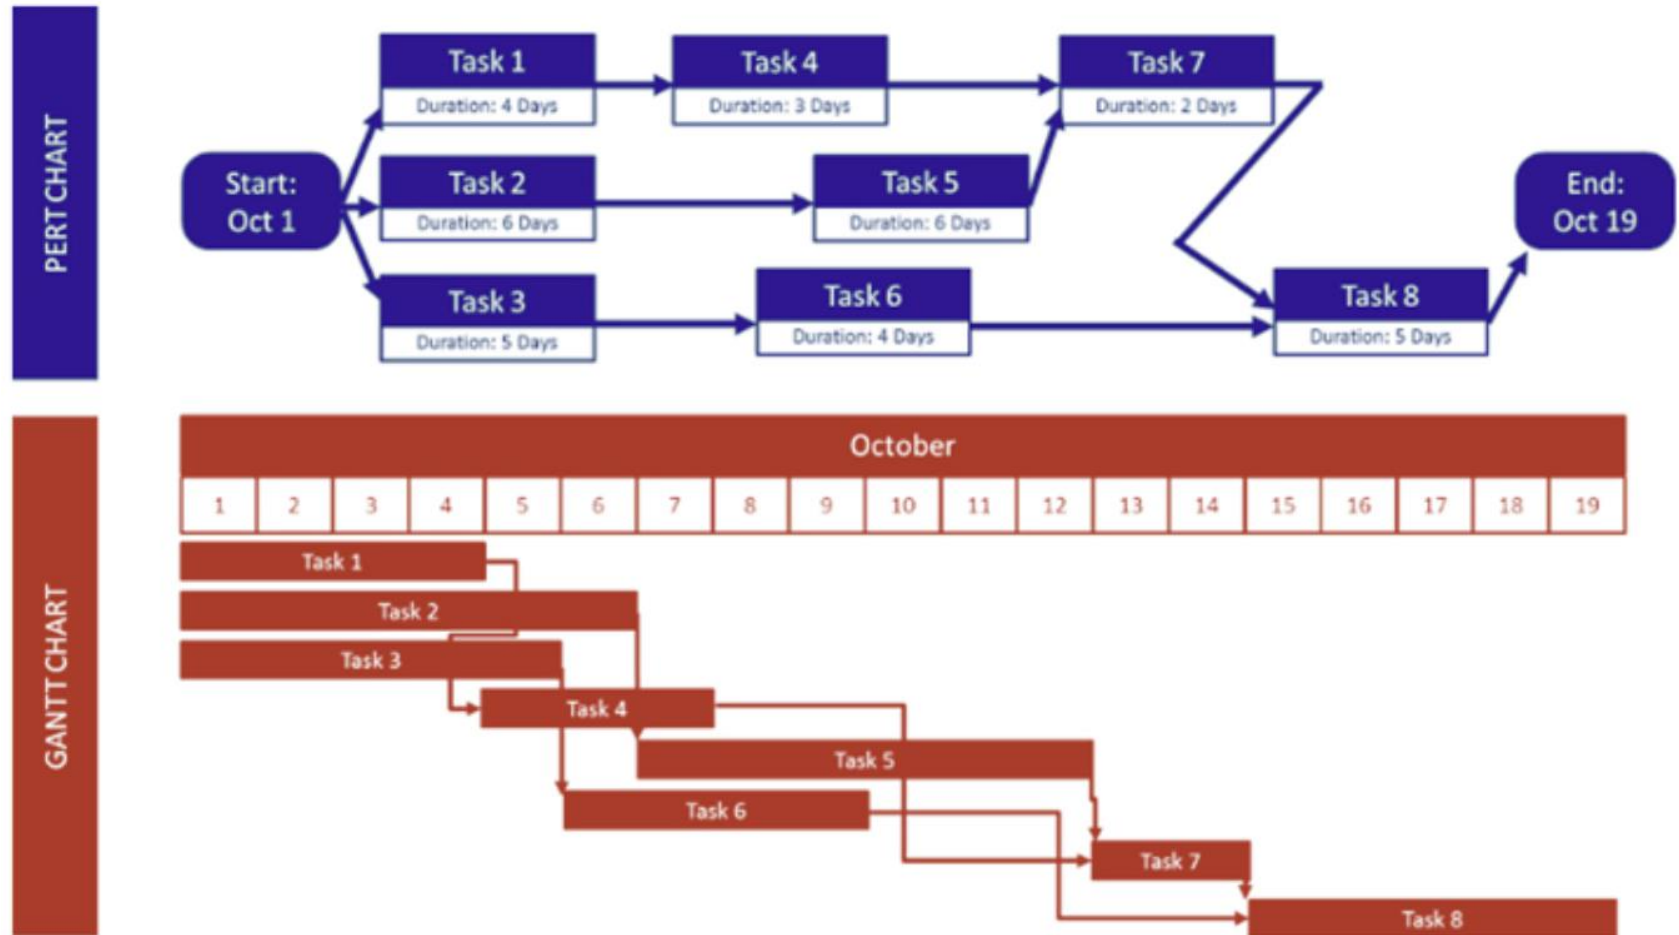 PERT CHART
Task 1
Duration: 4 Days
Task 4
Duration: 3 Days
Task 7
Duration: 2 Days
Start:
Oct 1
Task 2
Duration: 6 Days
Task 5
Duration: 6 Days
End:
Oct 19
Task 3
Duration: 5 Days
Task 6
Duration: 4 Days
Task 8
Duration: 5 Days
GANTT CHART
October
1 2 3 4 5 6 7 8 9 10 11 12 13 14 15 16 17 18 19
Task 1
Task 2
Task 3
Task 4
Task 5
Task 6
Task 7
Task 8